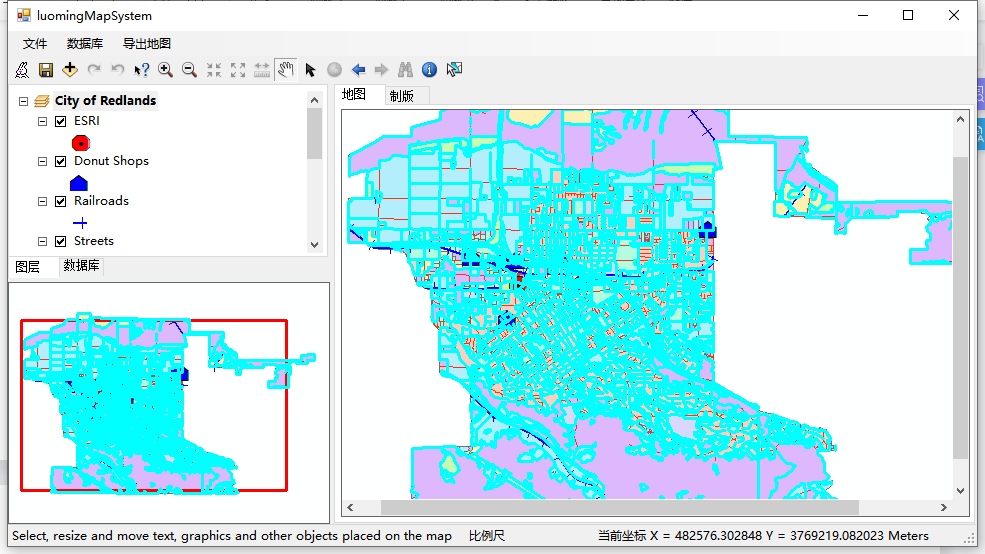 luomingMapSystem
文件 数据库 导出地图
City of Redlands
ESRI
Donut Shops
Railroads
Streets
图层 数据库
地图 制版
Select, resize and move text, graphics and other objects placed on the map 比例尺 当前坐标 X = 482576.302848 Y = 3769219.082023 Meters